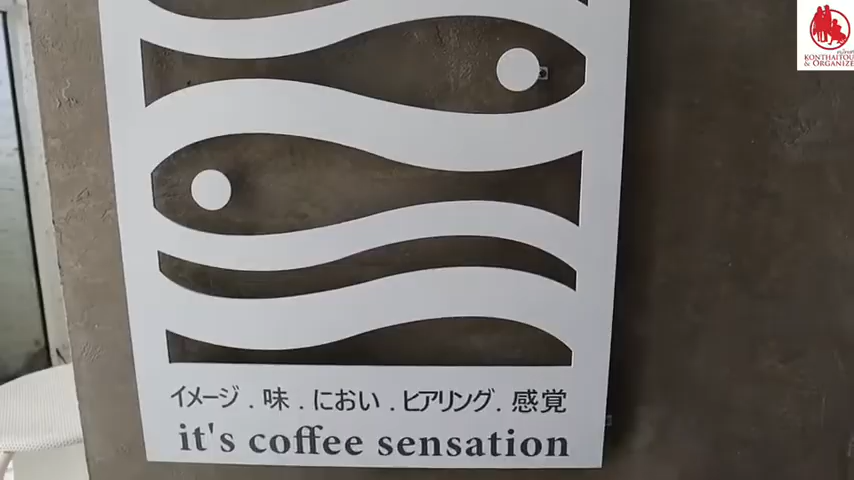 KONTHAITOU
& ORGANIZE
イメージ . 味 . におい . ヒアリング . 感覚
it's coffee sensation